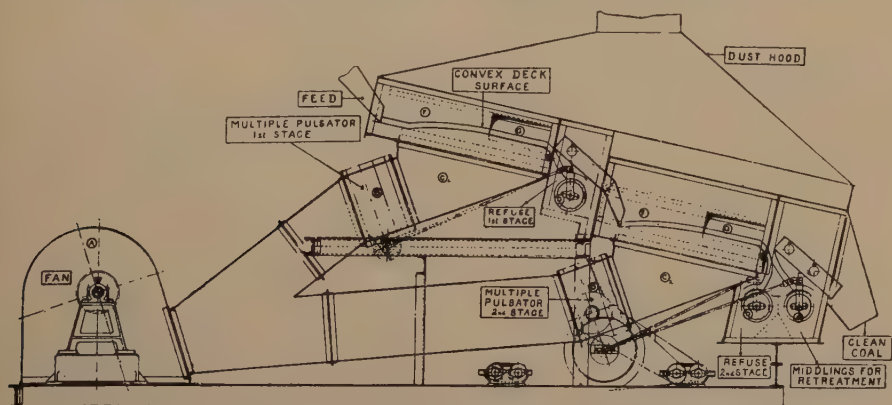 DUST HOOD
CONVEX DECK
SURFACE
FEED
MULTIPLE PULSATOR
1st STAGE
REFUSE
1st STAGE
A
FAN
MULTIPLE
PULSATOR
2nd STAGE
CLEAN
COAL
REFUSE
2nd STAGE
MIDDLINGS FOR
RETREATMENT